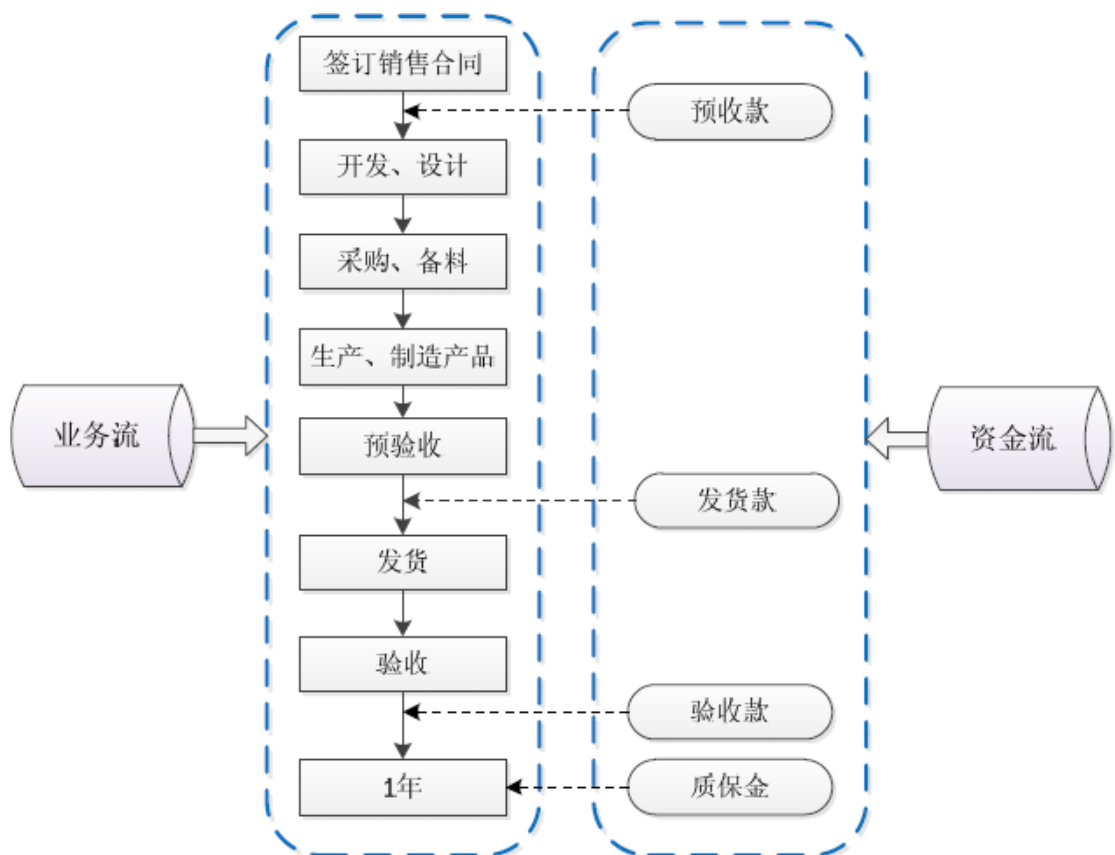 签订销售合同
预收款
开发、设计
采购、备料
生产、制造产品
业务流
预验收
资金流
发货款
发货
验收
验收款
1年
质保金